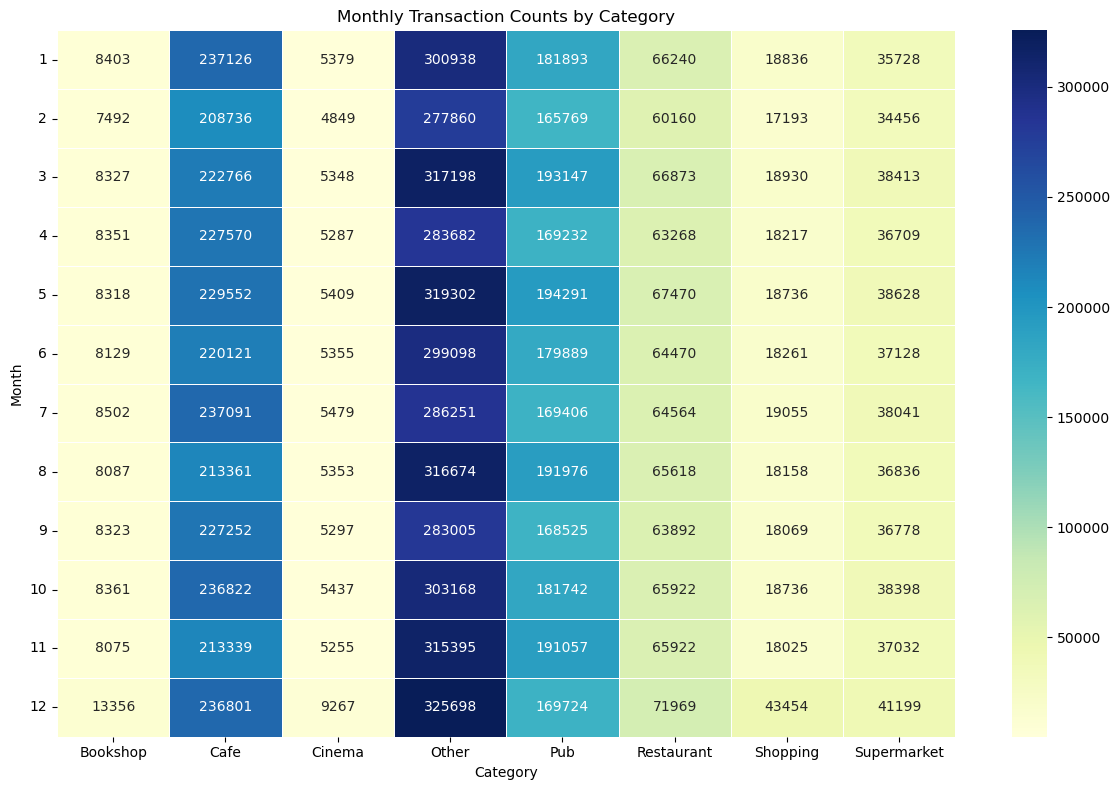 Monthly Transaction Counts by Category
1 8403 237126 5379 300938 181893 66240 18836 35728
2 7492 208736 4849 277860 165769 60160 17193 34456
3 8327 222766 5348 317198 193147 66873 18930 38413
4 8351 227570 5287 283682 169232 63268 18217 36709
5 8318 229552 5409 319302 194291 67470 18736 38628
6 8129 220121 5355 299098 179889 64470 18261 37128
7 8502 237091 5479 286251 169406 64564 19055 38041
8 8087 213361 5353 316674 191976 65618 18158 36836
9 8323 227252 5297 283005 168525 63892 18069 36778
10 8361 236822 5437 303168 181742 65922 18736 38398
11 8075 213339 5255 315395 191057 65922 18025 37032
12 13356 236801 9267 325698 169724 71969 43454 41199
Month
Bookshop Cafe Cinema Other Pub Restaurant Shopping Supermarket
Category
300000
250000
200000
150000
100000
50000